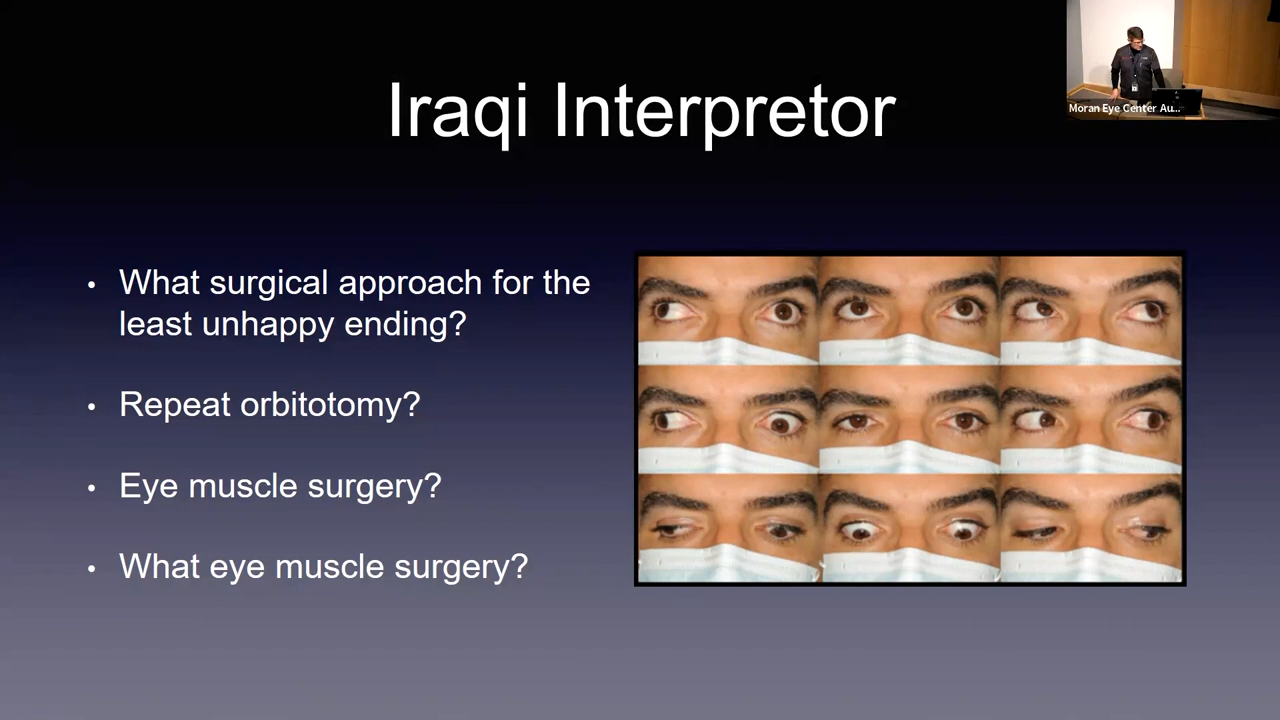 Moran Eye Center Au...
Iraqi Interpretor
• What surgical approach for the
least unhappy ending?
• Repeat orbitotomy?
• Eye muscle surgery?
• What eye muscle surgery?